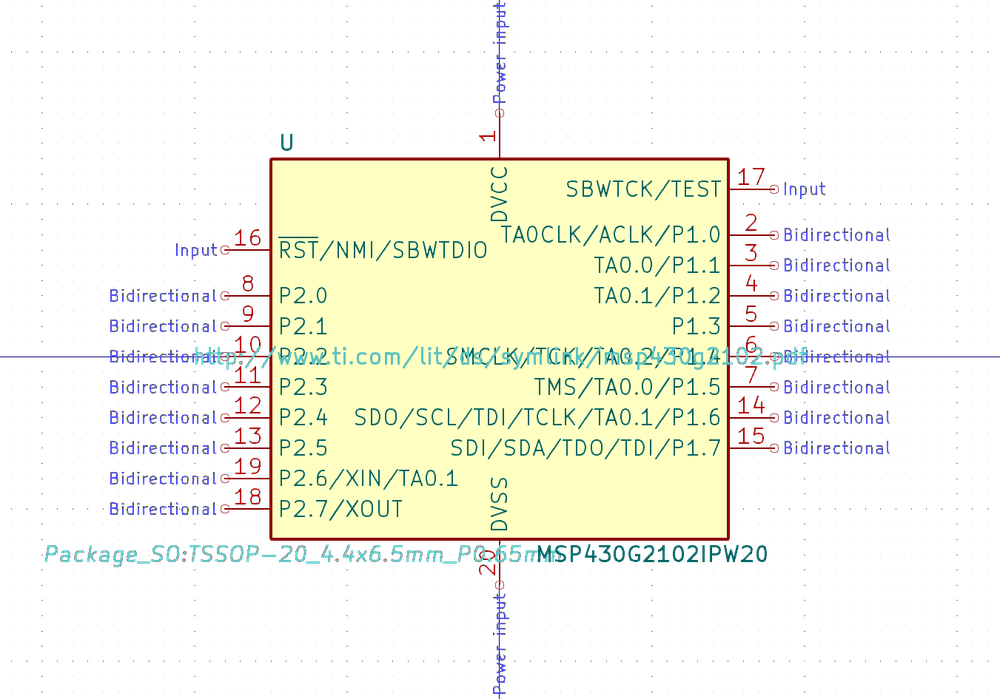 Power input
1
U
DVCC
SBWTCK/TEST 17 Input
TA0CLK/ACLK/P1.0 2 Bidirectional
Input 16 RST/NMI/SBWTDIO
TA0.0/P1.1 3 Bidirectional
Bidirectional 8 P2.0 TA0.1/P1.2 4 Bidirectional
Bidirectional 9 P2.1 P1.3 5 Bidirectional
Bidirectional 10 P2.2 SMCLK/TCK/TA0.2/P1.4 6 Bidirectional
http://www.ti.com/lit/ds/symlink/msp430g2102.pdf
Bidirectional 11 P2.3 TMS/TA0.0/P1.5 7 Bidirectional
Bidirectional 12 P2.4 SDO/SCL/TDI/TCLK/TA0.1/P1.6 14 Bidirectional
Bidirectional 13 P2.5 SDI/SDA/TDO/TDI/P1.7 15 Bidirectional
Bidirectional 19 P2.6/XIN/TA0.1
Bidirectional 18 P2.7/XOUT
DVSS
Package_SO:TSSOP-20_4.4x6.5mm_P0.65mm
MSP430G2102IPW20
20
Power input